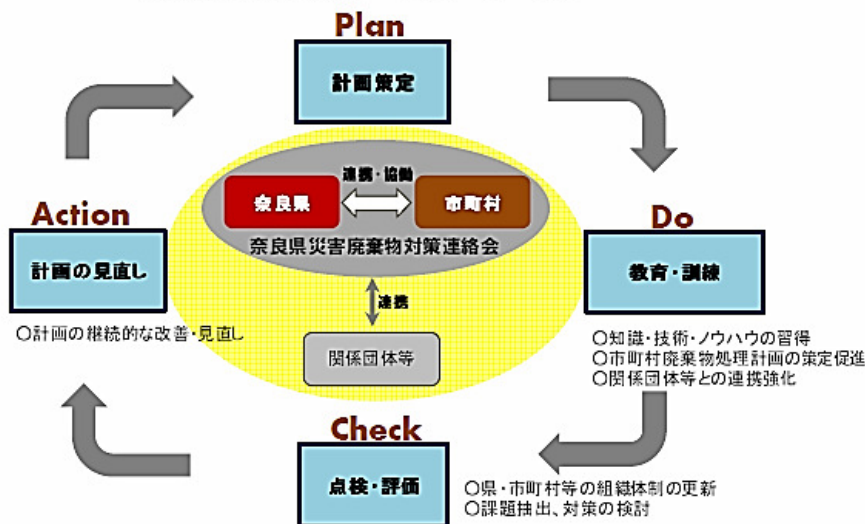 Plan
計画策定
連携・協働
奈良県
市町村
奈良県災害廃棄物対策連絡会
連携
関係団体等
Action
計画の見直し
○計画の継続的な改善・見直し
Do
教育・訓練
○知識・技術・ノウハウの習得
○市町村廃棄物処理計画の策定促進
○関係団体等との連携強化
Check
点検・評価
○県・市町村等の組織体制の更新
○課題抽出、対策の検討